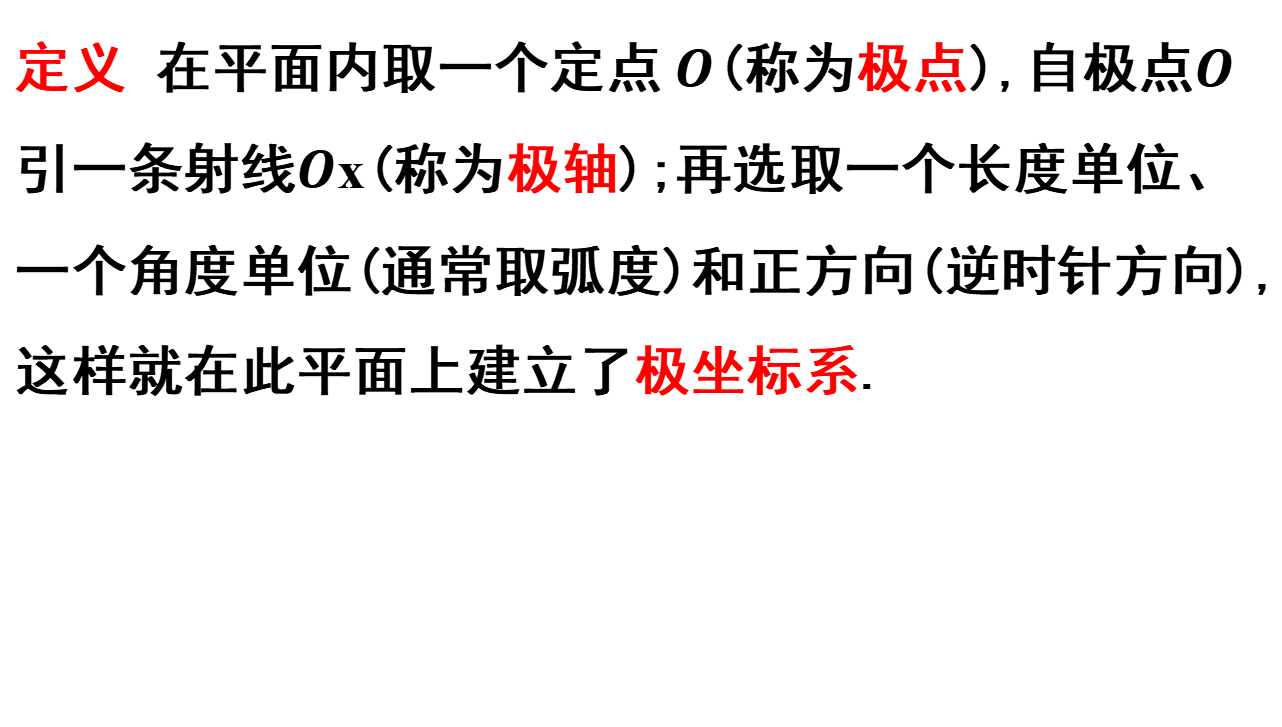 定义 在平面内取一个定点 O(称为极点),自极点O
引一条射线Ox(称为极轴);再选取一个长度单位、
一个角度单位(通常取弧度)和正方向(逆时针方向),
这样就在此平面上建立了极坐标系.